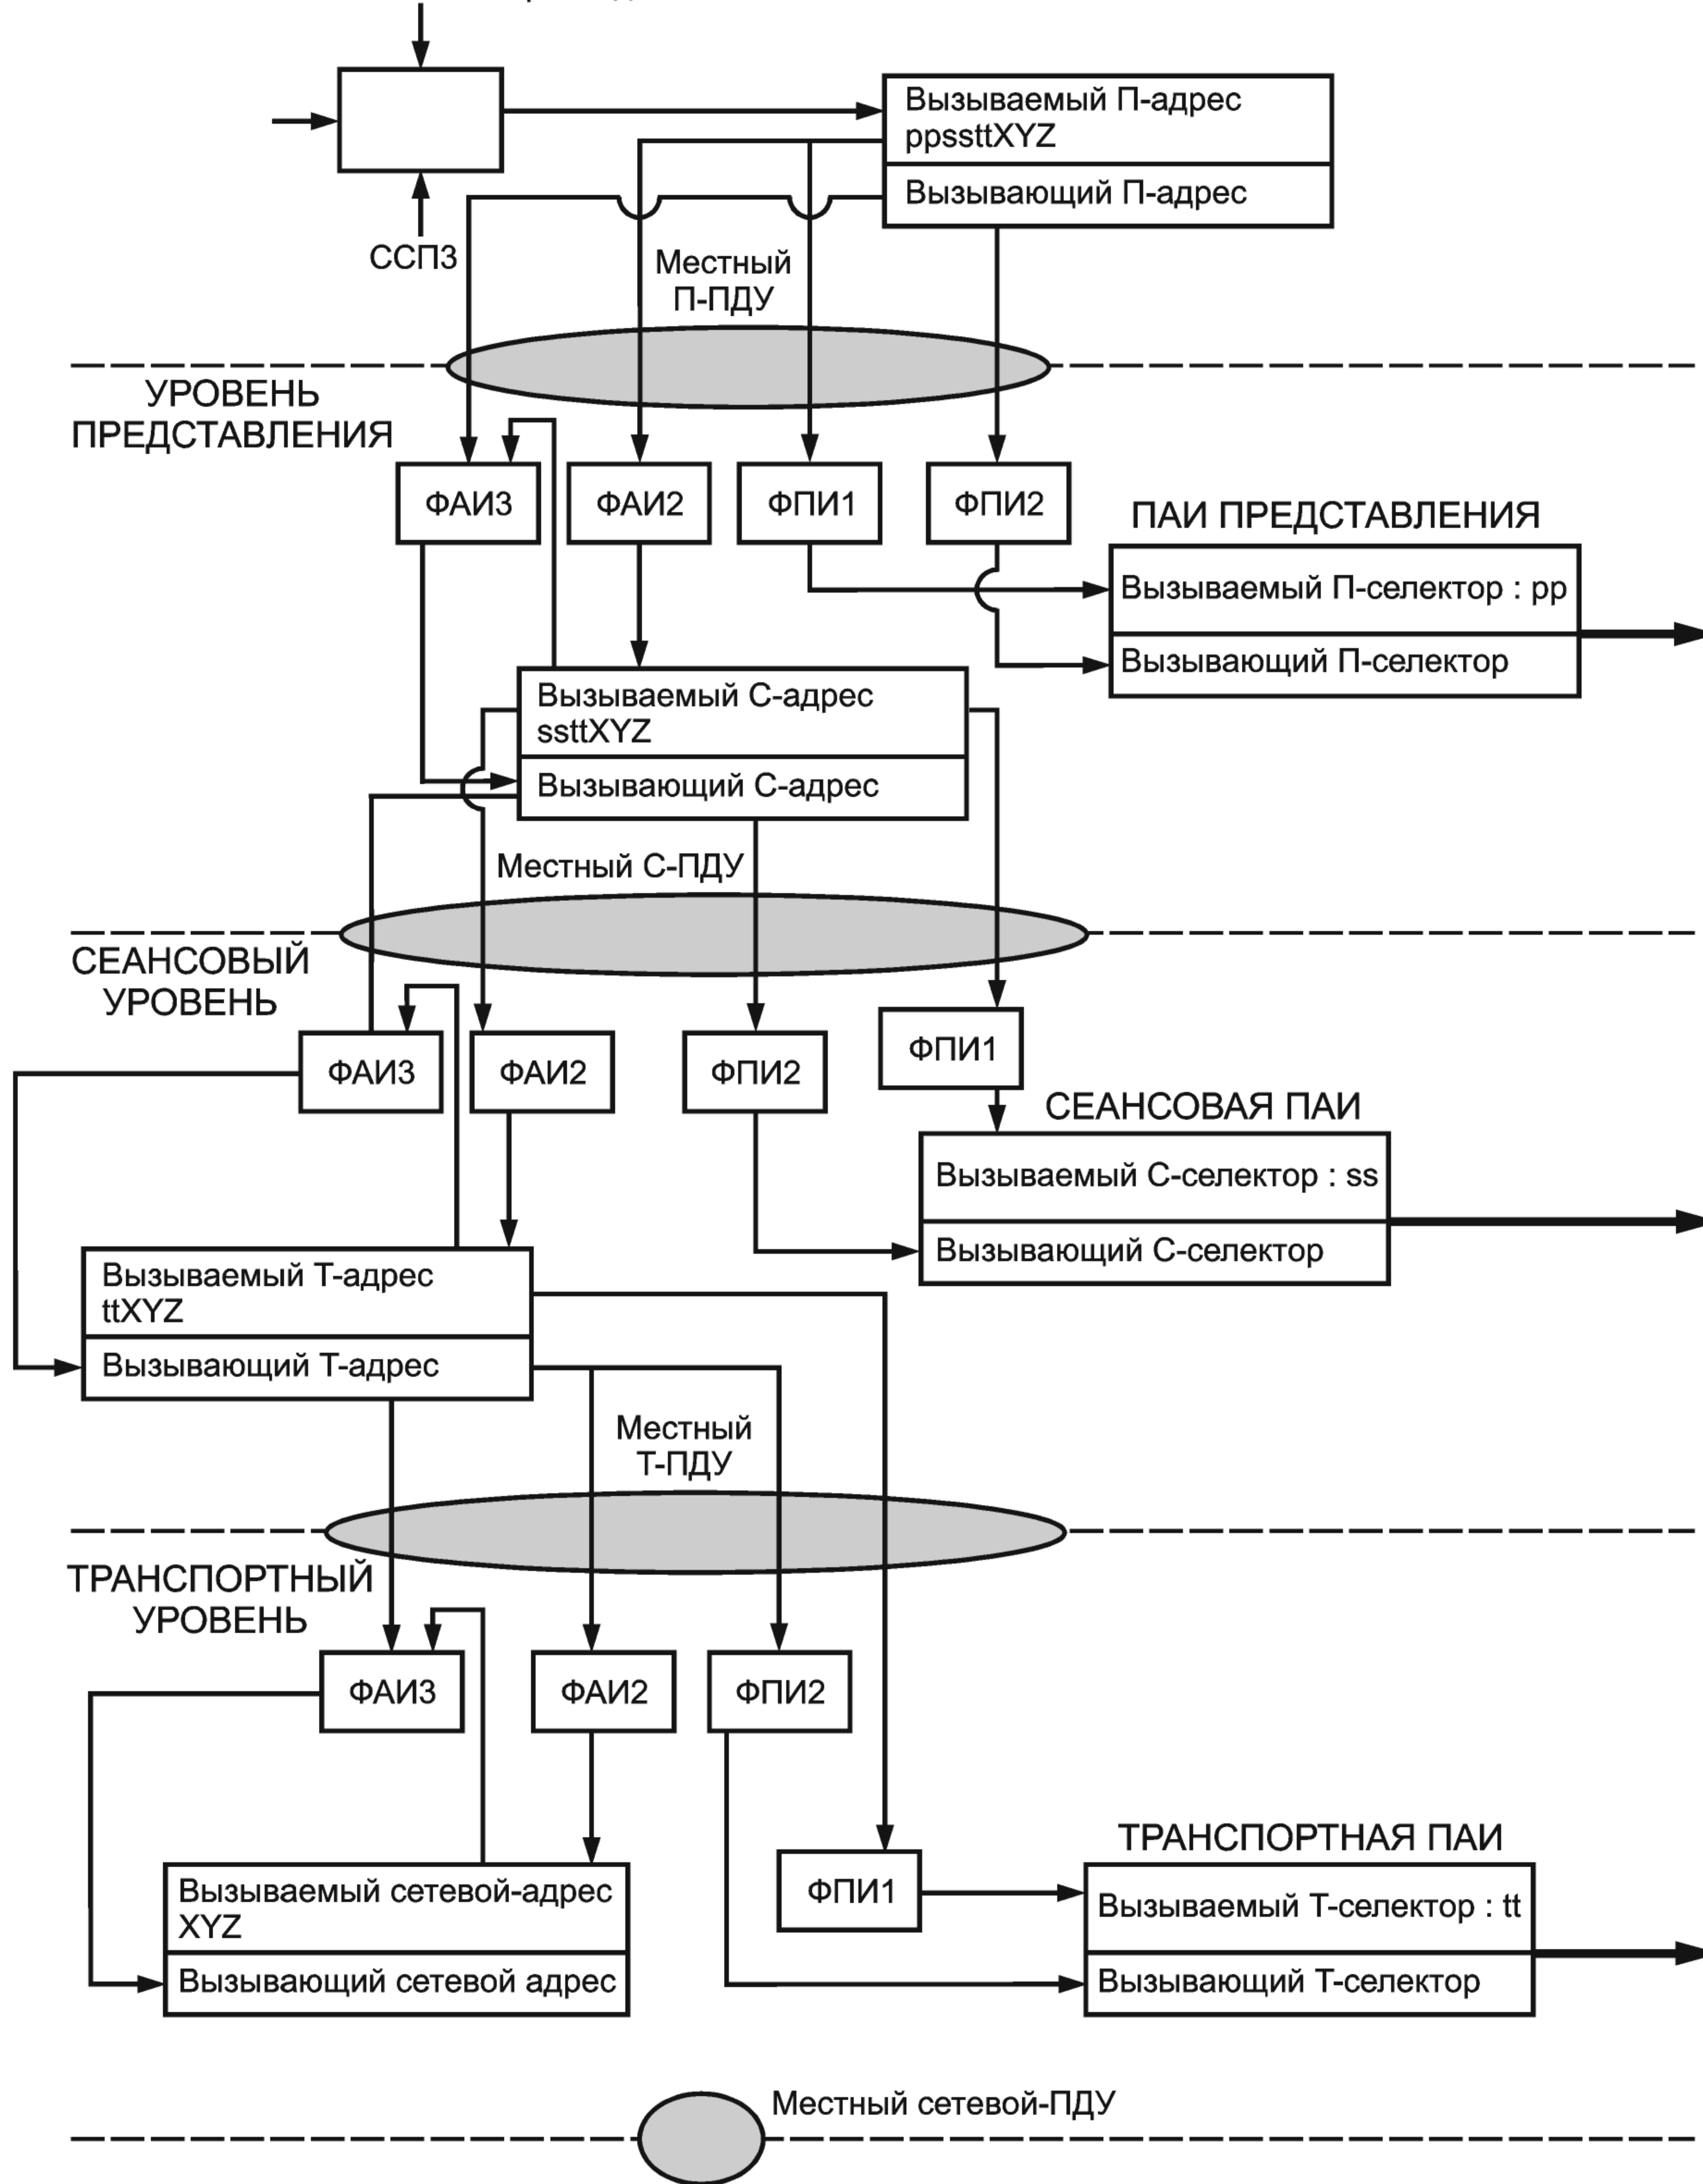 ССП3
Вызываемый П-адрес
ppssttXYZ
Вызывающий П-адрес
Местный
П-ПДУ
УРОВЕНЬ
ПРЕДСТАВЛЕНИЯ
ФАИ3
ФАИ2
ФПИ1
ФПИ2
ПАИ ПРЕДСТАВЛЕНИЯ
Вызываемый П-селектор : pp
Вызывающий П-селектор
Вызываемый С-адрес
ssttXYZ
Вызывающий С-адрес
Местный С-ПДУ
СЕАНСОВЫЙ
УРОВЕНЬ
ФАИ3
ФАИ2
ФПИ2
ФПИ1
СЕАНСОВАЯ ПАИ
Вызываемый С-селектор : ss
Вызывающий С-селектор
Вызываемый Т-адрес
ttXYZ
Вызывающий Т-адрес
Местный
Т-ПДУ
ТРАНСПОРТНЫЙ
УРОВЕНЬ
ФАИ3
ФАИ2
ФПИ2
ФПИ1
ТРАНСПОРТНАЯ ПАИ
Вызываемый Т-селектор : tt
Вызывающий Т-селектор
Вызываемый сетевой-адрес
XYZ
Вызывающий сетевой адрес
Местный сетевой-ПДУ